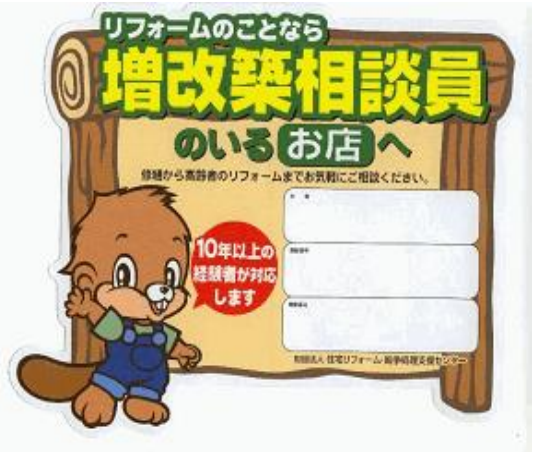 リフォームのことなら
増改築相談員
のいるお店へ
修繕から高齢者のリフォームまでお気軽にご相談ください。
10年以上の
経験者が対応
します
財団法人 住宅リフォーム・紛争処理支援センター